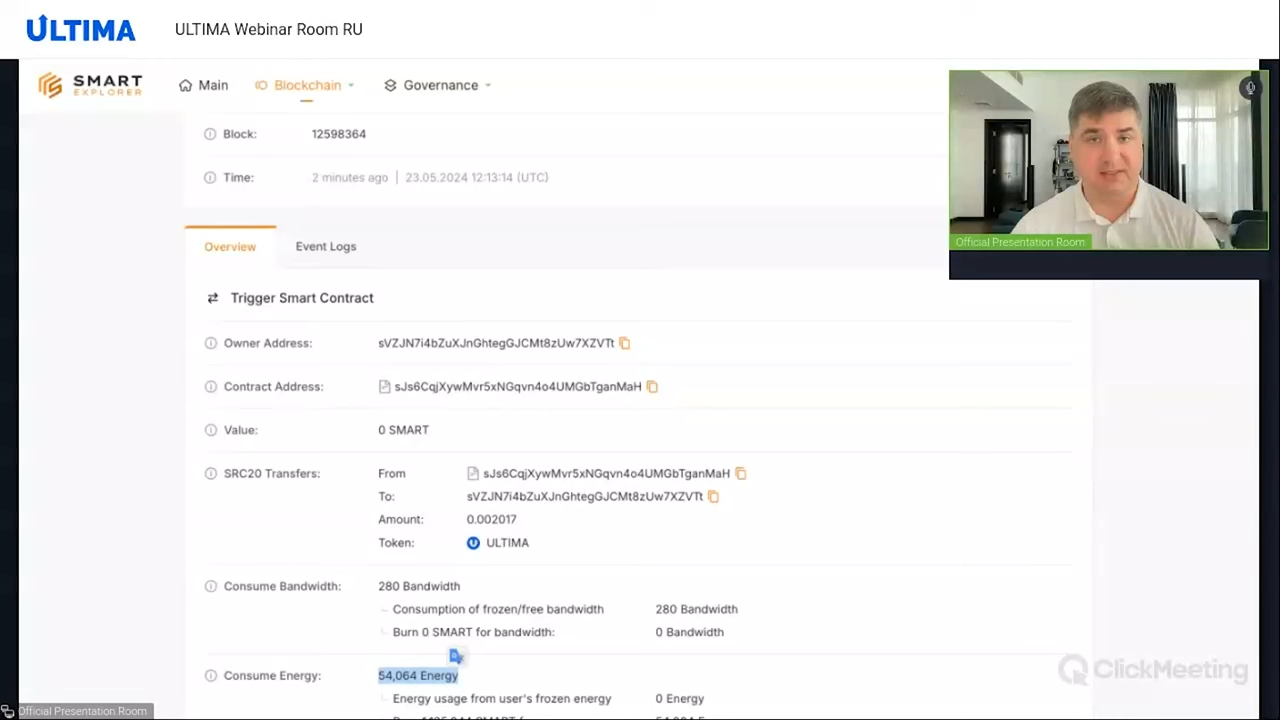 ULTIMA
ULTIMA Webinar Room RU
SMART
EXPLORER
Main
Blockchain
Governance
Block: 12598364
Time: 2 minutes ago | 23.05.2024 12:13:14 (UTC)
Official Presentation Room
Overview Event Logs
Trigger Smart Contract
Owner Address: sVZJN7i4bZuXJnGhtegGJCMt8zUw7XZVTt
Contract Address: sJs6CqjXywMvr5xNGqvn4o4UMGbTganMaH
Value: 0 SMART
SRC20 Transfers: From sJs6CqjXywMvr5xNGqvn4o4UMGbTganMaH
To: sVZJN7i4bZuXJnGhtegGJCMt8zUw7XZVTt
Amount: 0.002017
Token: ULTIMA
Consume Bandwidth: 280 Bandwidth
Consumption of frozen/free bandwidth 280 Bandwidth
Burn 0 SMART for bandwidth: 0 Bandwidth
Consume Energy: 54,064 Energy
Energy usage from user's frozen energy 0 Energy
ClickMeeting
Official Presentation Room